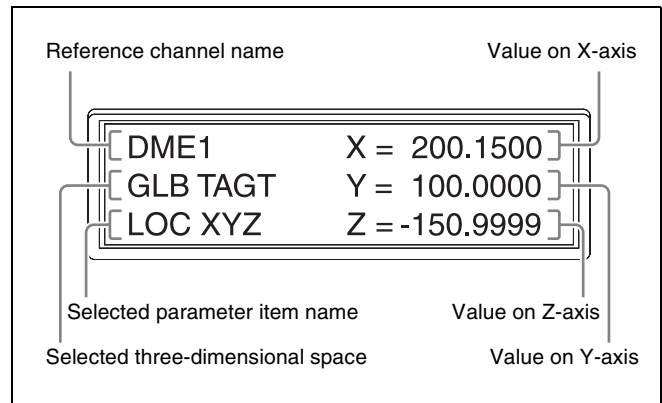 Reference channel name Value on X-axis
DME1 X = 200.1500
GLB TAGT Y = 100.0000
LOC XYZ Z = -150.9999
Selected parameter item name Value on Z-axis
Selected three-dimensional space Value on Y-axis